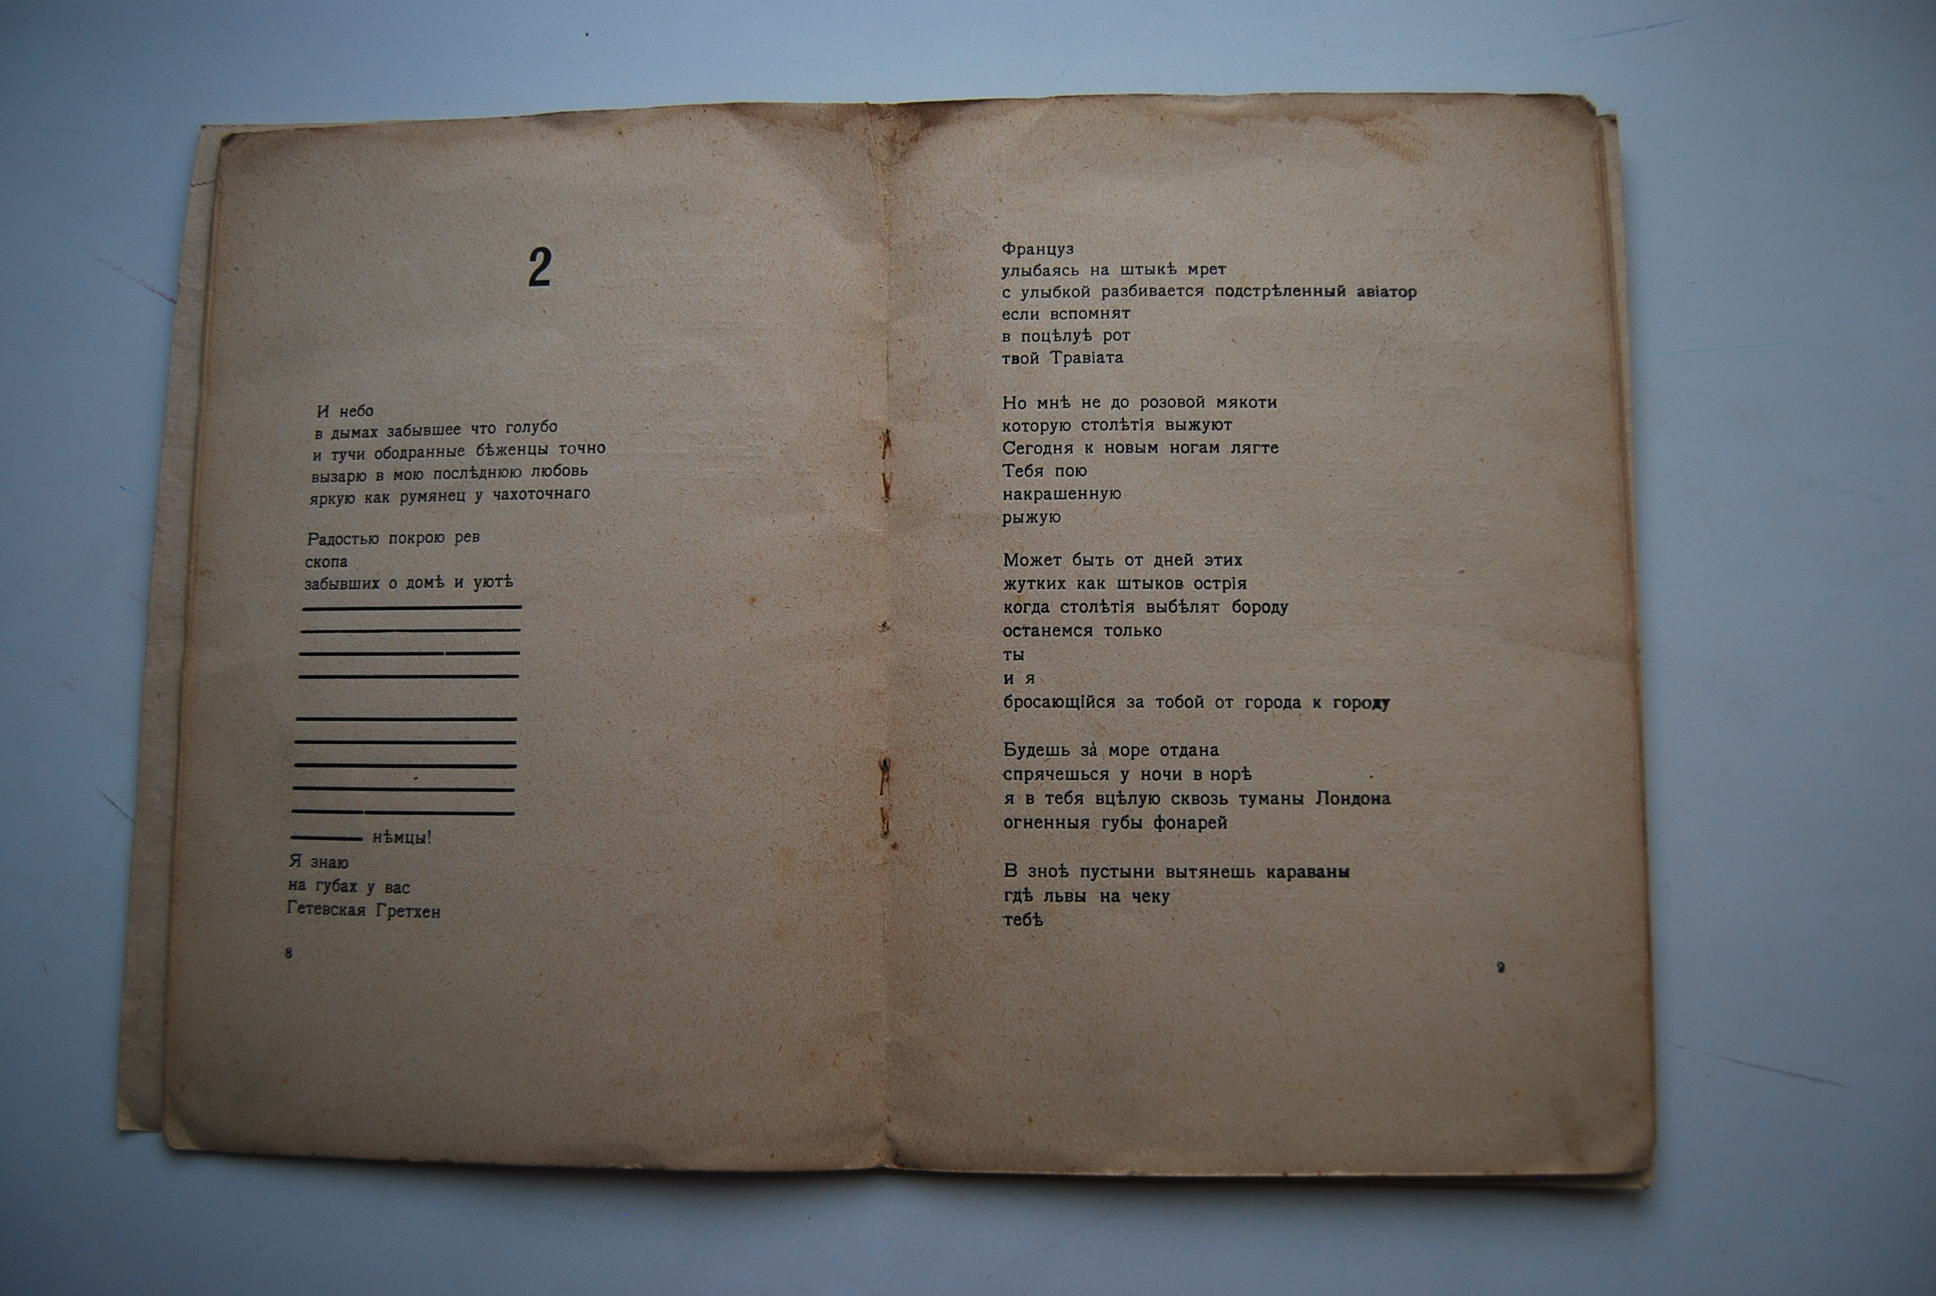 2
И небо
в дымах забывшее что голубо
и тучи ободранные бѣженцы точно
вызарю в мою послѣднюю любовь
яркую как румянец у чахоточнаго
Радостью покрою рев
скопа
забывших о домѣ и уютѣ
нѣмцы!
Я знаю
на губах у вас
Гетевская Гретхен
8
Француз
улыбаясь на штыкѣ мрет
с улыбкой разбивается подстрѣленный авіатор
если вспомнят
в поцѣлуѣ рот
твой Травіата
Но мнѣ не до розовой мякоти
которую столѣтія выжуют
Сегодня к новым ногам лягте
Тебя пою
накрашенную
рыжую
Может быть от дней этих
жутких как штыков острія
когда столѣтія выбѣлят бороду
останемся только
ты
и я
бросающійся за тобой от города к городу
Будешь за́ море отдана
спрячешься у ночи в норѣ
я в тебя вцѣлую сквозь туманы Лондона
огненныя губы фонарей
В зноѣ пустыни вытянешь караваны
гдѣ львы на чеку
тебѣ
9